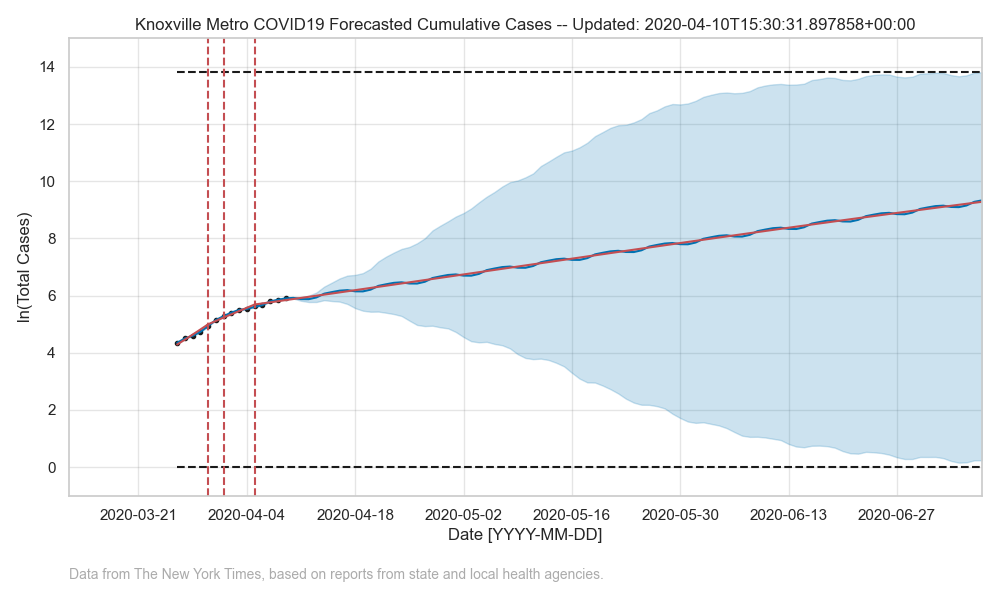 Knoxville Metro COVID19 Forecasted Cumulative Cases -- Updated: 2020-04-10T15:30:31.897858+00:00
14
12
10
8
6
4
2
0
ln(Total Cases)
2020-03-21 2020-04-04 2020-04-18 2020-05-02 2020-05-16 2020-05-30 2020-06-13 2020-06-27
Date [YYYY-MM-DD]
Data from The New York Times, based on reports from state and local health agencies.